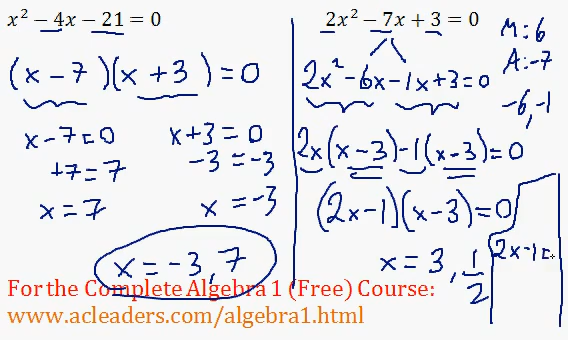 x² − 4x − 21 = 0
(x − 7)(x + 3) = 0
x − 7 = 0
+7 = 7
x = 7
x + 3 = 0
−3 = −3
x = −3
x = −3, 7
2x² − 7x + 3 = 0
M: 6
A: −7
−6, −1
2x² − 6x − 1x + 3 = 0
2x(x − 3) − 1(x − 3) = 0
(2x − 1)(x − 3) = 0
x = 3, 1/2
2x − 1 =
For the Complete Algebra 1 (Free) Course:
www.acleaders.com/algebra1.html